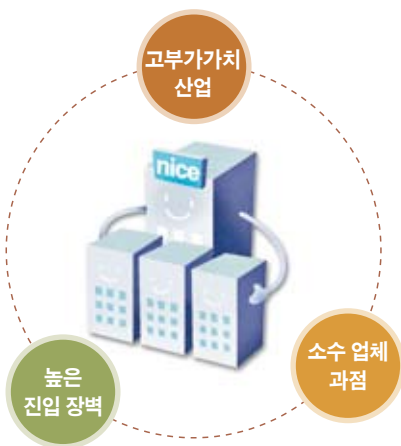 고부가가치
산업
nice
소수 업체
과점
높은
진입 장벽